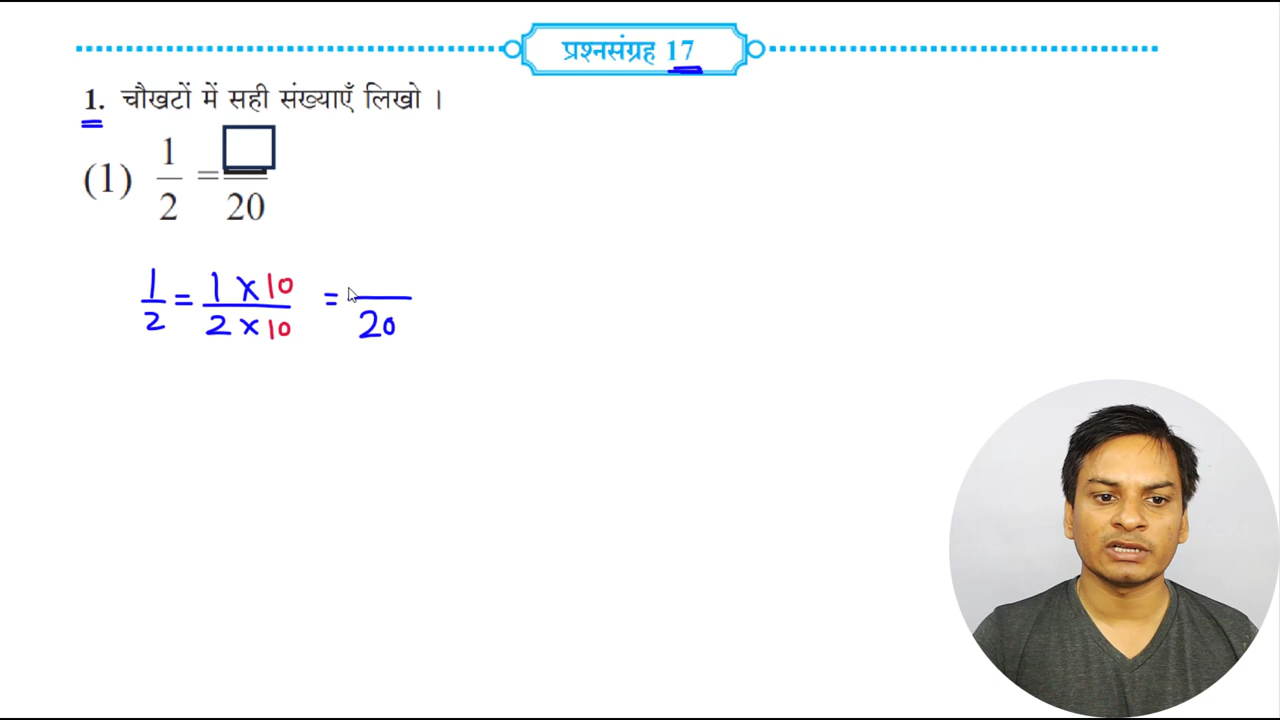 प्रश्नसंग्रह 17
1. चौखटों में सही संख्याएँ लिखो ।
(1) 1/2 = □/20
1/2 = 1 × 10 / 2 × 10 = /20